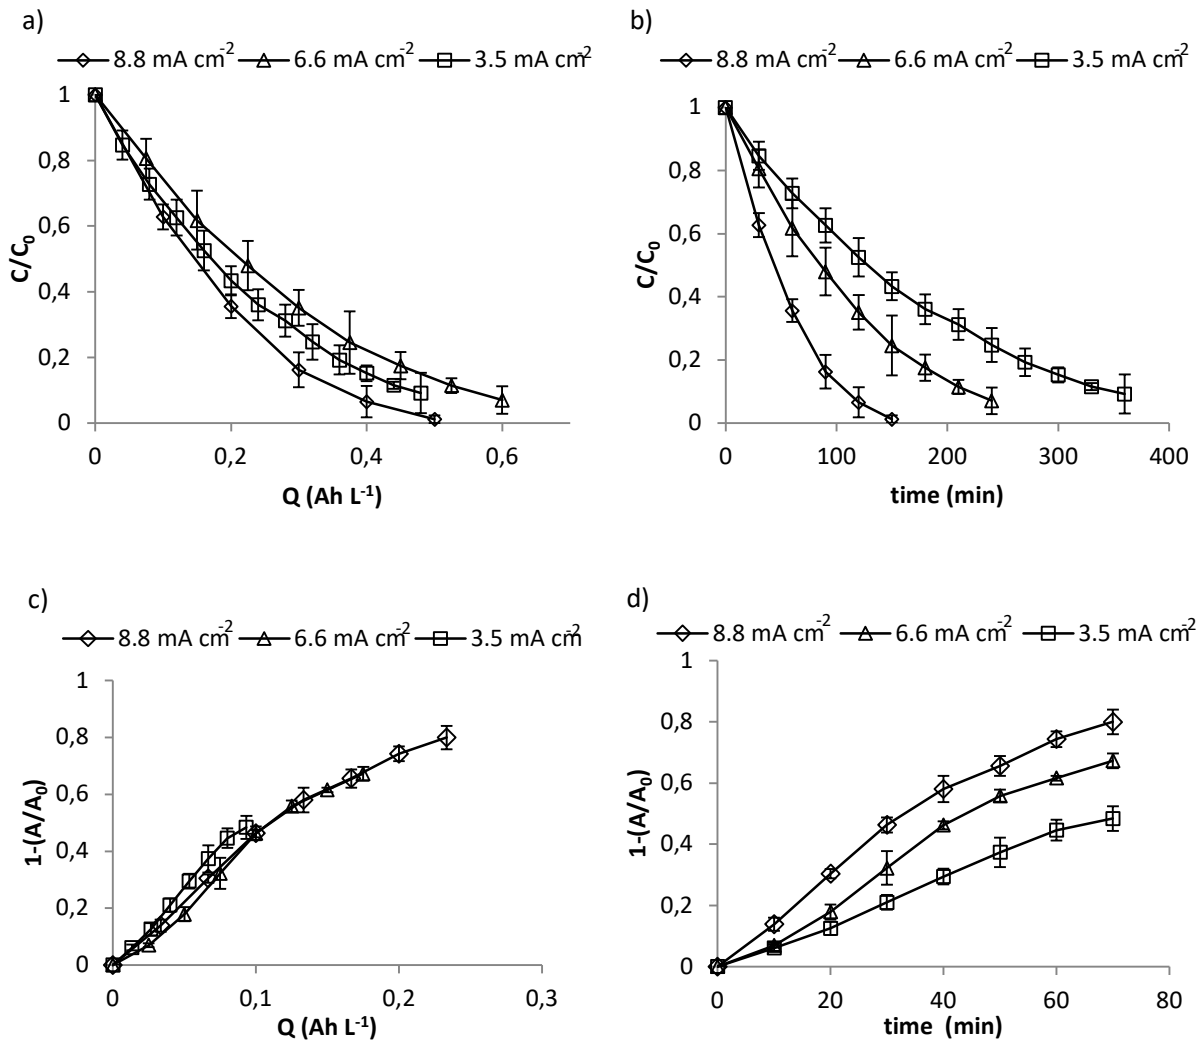 a)
8.8 mA cm-2 6.6 mA cm-2 3.5 mA cm-2
1
0,8
0,6
0,4
0,2
0
C/C0
0 0,2 0,4 0,6
Q (Ah L-1)
b)
8.8 mA cm-2 6.6 mA cm-2 3.5 mA cm-2
1
0,8
0,6
0,4
0,2
0
C/C0
0 100 200 300 400
time (min)
c)
8.8 mA cm-2 6.6 mA cm-2 3.5 mA cm-2
1
0,8
0,6
0,4
0,2
0
1-(A/A0)
0 0,1 0,2 0,3
Q (Ah L-1)
d)
8.8 mA cm-2 6.6 mA cm-2 3.5 mA cm-2
1
0,8
0,6
0,4
0,2
0
1-(A/A0)
0 20 40 60 80
time (min)